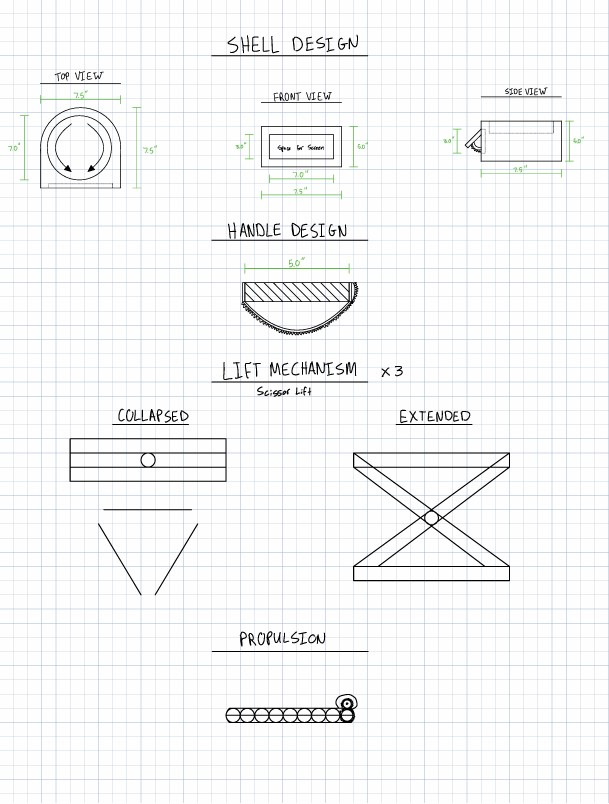 SHELL DESIGN
TOP VIEW
7.5"
7.0"
7.5"
FRONT VIEW
3.0"
Space for Screen
5.0"
7.0"
7.5"
SIDE VIEW
3.0"
5.0"
7.5"
HANDLE DESIGN
5.0"
LIFT MECHANISM x3
Scissor Lift
COLLAPSED
EXTENDED
PROPULSION